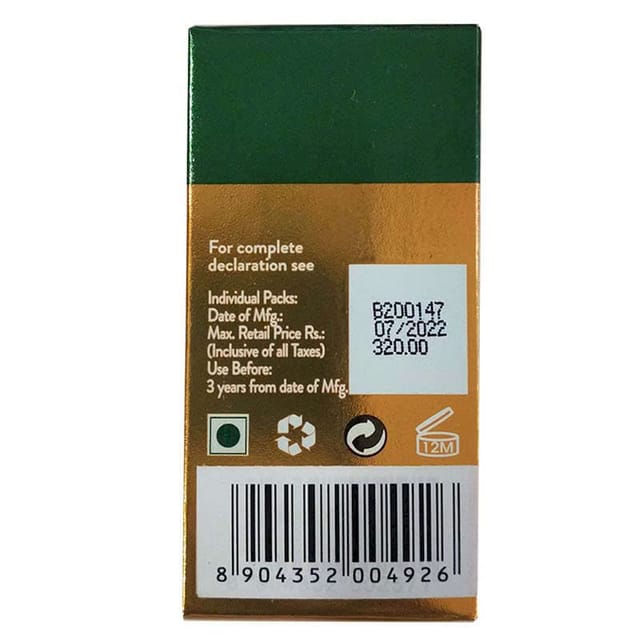 For complete
declaration see
Individual Packs:
Date of Mfg.:
Max. Retail Price Rs.:
(Inclusive of all Taxes)
Use Before:
3 years from date of Mfg.
B200147
07/2022
320.00
12M
8 904352 004926